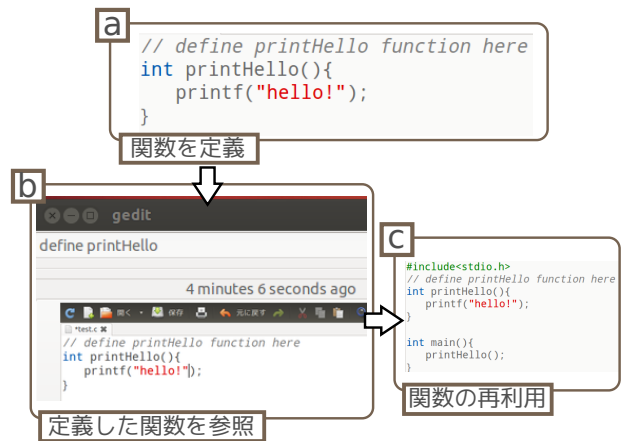 a
// define printHello function here
int printHello(){
printf("hello!");
}
関数を定義
b
gedit
define printHello
4 minutes 6 seconds ago
開く 保存 元に戻す
*test.c
// define printHello function here
int printHello(){
printf("hello!");
}
定義した関数を参照
c
#include<stdio.h>
// define printHello function here
int printHello(){
printf("hello!");
}
int main(){
printHello();
}
関数の再利用